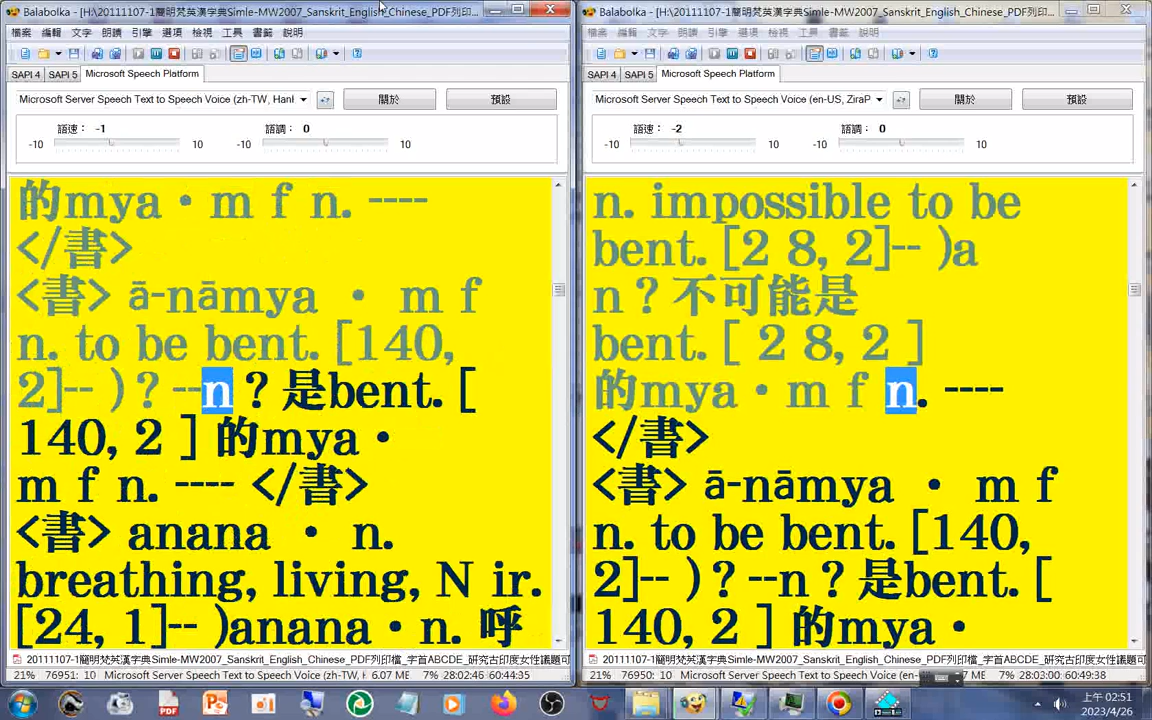 Balabolka - [H:\20111107-1簡明梵英漢字典Simle-MW2007_Sanskrit_English_Chinese_PDF列印...
檔案 編輯 文字 朗讀 引擎 選項 檢視 工具 書籤 說明
SAPI 4 SAPI 5 Microsoft Speech Platform
Microsoft Server Speech Text to Speech Voice (zh-TW, Hanl
關於 預設
語速： -1 語調： 0
-10 10 -10 10
的mya・m f n. ----
</書>
<書> ā-nāmya ・ m f
n. to be bent. [140,
2]-- )？--n？是bent. [
140, 2 ] 的mya・
m f n. ---- </書>
<書> anana ・ n.
breathing, living, N ir.
[24, 1]-- )anana・n. 呼
20111107-1簡明梵英漢字典Simle-MW2007_Sanskrit_English_Chinese_PDF列印檔_字首ABCDE_研究古印度女性議題可
21% 76951: 10 Microsoft Server Speech Text to Speech Voice (zh-TW, H 6.07 MB 7% 28:02:46 60:44:35
Balabolka - [H:\20111107-1簡明梵英漢字典Simle-MW2007_Sanskrit_English_Chinese_PDF列印...
檔案 編輯 文字 朗讀 引擎 選項 檢視 工具 書籤 說明
SAPI 4 SAPI 5 Microsoft Speech Platform
Microsoft Server Speech Text to Speech Voice (en-US, ZiraP
關於 預設
語速： -2 語調： 0
-10 10 -10 10
n. impossible to be
bent. [2 8, 2]-- )a
n？不可能是
bent. [ 2 8, 2 ]
的mya・m f n. ----
</書>
<書> ā-nāmya ・ m f
n. to be bent. [140,
2]-- )？--n？是bent. [
140, 2 ] 的mya・
20111107-1簡明梵英漢字典Simle-MW2007_Sanskrit_English_Chinese_PDF列印檔_字首ABCDE_研究古印度女性議題可
21% 76950: 10 Microsoft Server Speech Text to Speech Voice (en- 7% 28:03:00 60:49:38
上午 02:51
2023/4/26